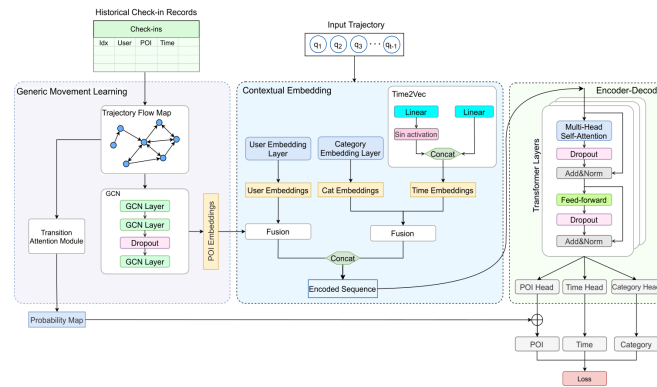 Historical Check-in Records
Check-ins
Idx User POI Time
Input Trajectory
q1 q2 q3 ··· qt-1
Generic Movement Learning
Trajectory Flow Map
GCN
GCN Layer
GCN Layer
Dropout
GCN Layer
Transition
Attention Module
Probability Map
POI Embeddings
Contextual Embedding
Time2Vec
Linear
Linear
Sin activation
Concat
User Embedding
Layer
Category
Embedding Layer
User Embeddings
Cat Embeddings
Time Embeddings
Fusion
Fusion
Concat
Encoded Sequence
Encoder-Decod
Transformer Layers
Multi-Head
Self-Attention
Dropout
Add&Norm
Feed-forward
Dropout
Add&Norm
POI Head
Time Head
Category Head
POI
Time
Category
Loss